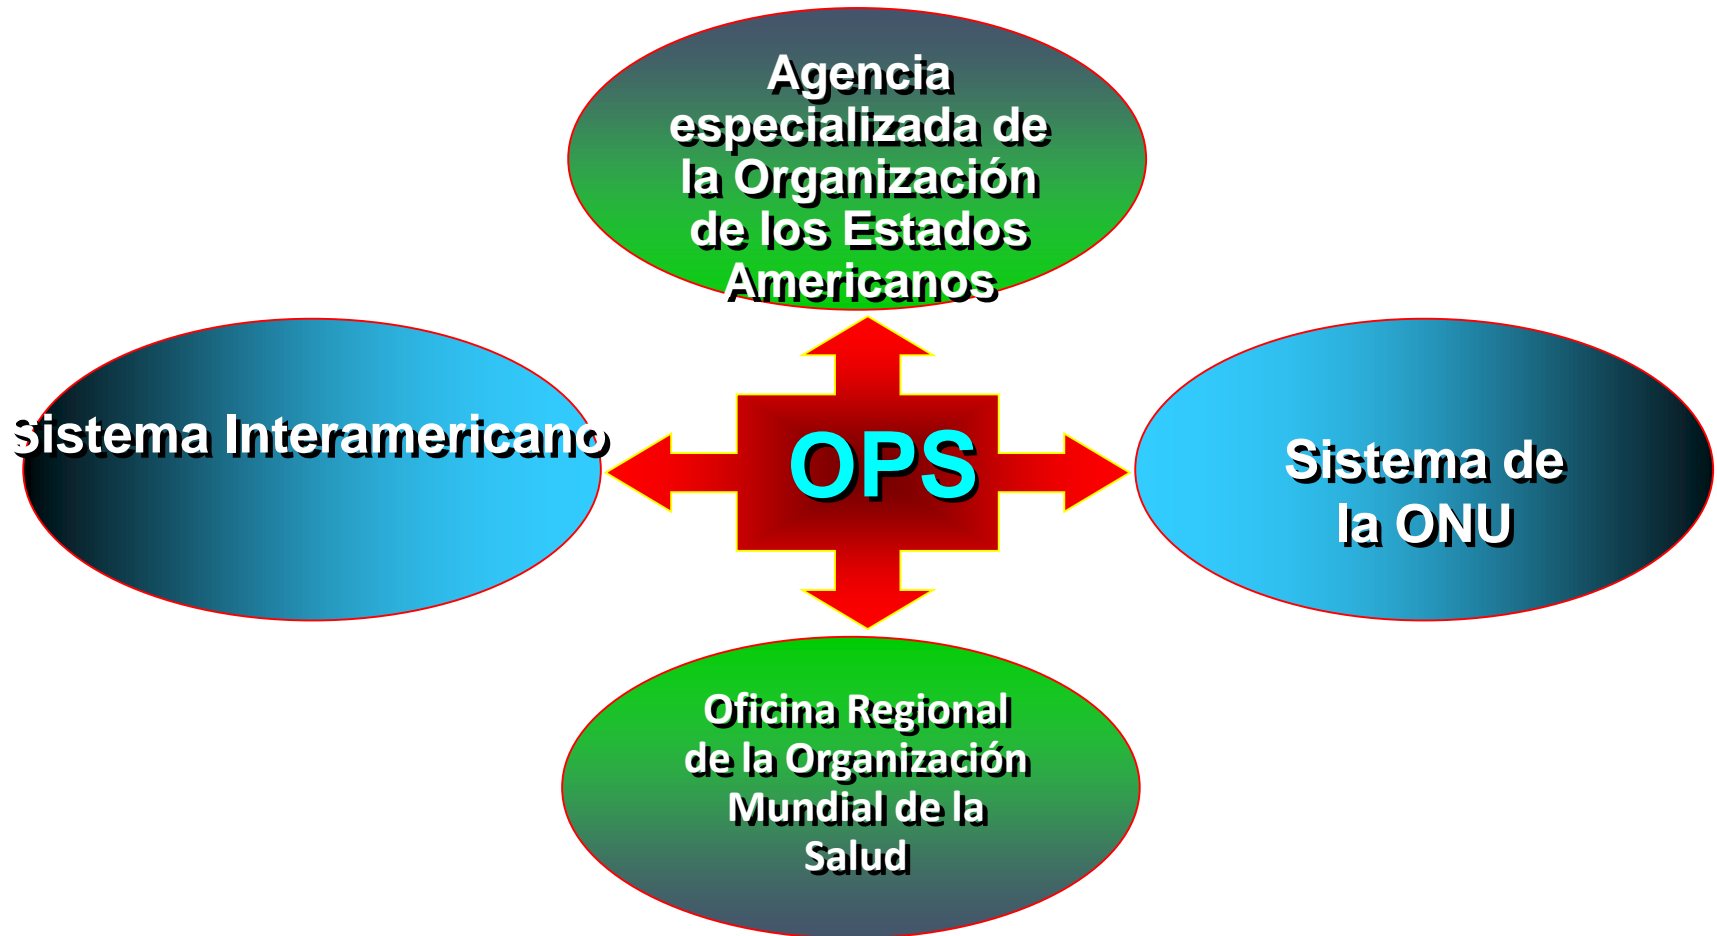 Agencia
especializada de
la Organización
de los Estados
Americanos
Sistema Interamericano
OPS
Sistema de
la ONU
Oficina Regional
de la Organización
Mundial de la
Salud